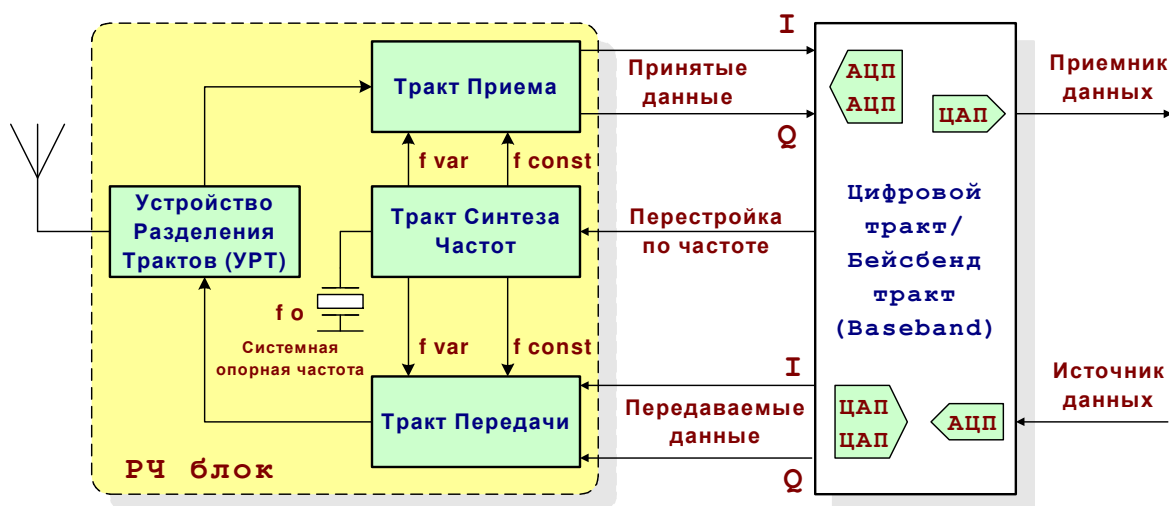 I
Тракт Приема
Принятые
данные
АЦП
АЦП
ЦАП
Приемник
данных
Q
f var
f const
Устройство
Разделения
Трактов (УРТ)
Тракт Синтеза
Частот
Перестройка
по частоте
Цифровой
тракт/
Бейсбенд
тракт
(Baseband)
f o
Системная
опорная частота
f var
f const
I
Тракт Передачи
Передаваемые
данные
ЦАП
ЦАП
АЦП
Источник
данных
Q
РЧ блок